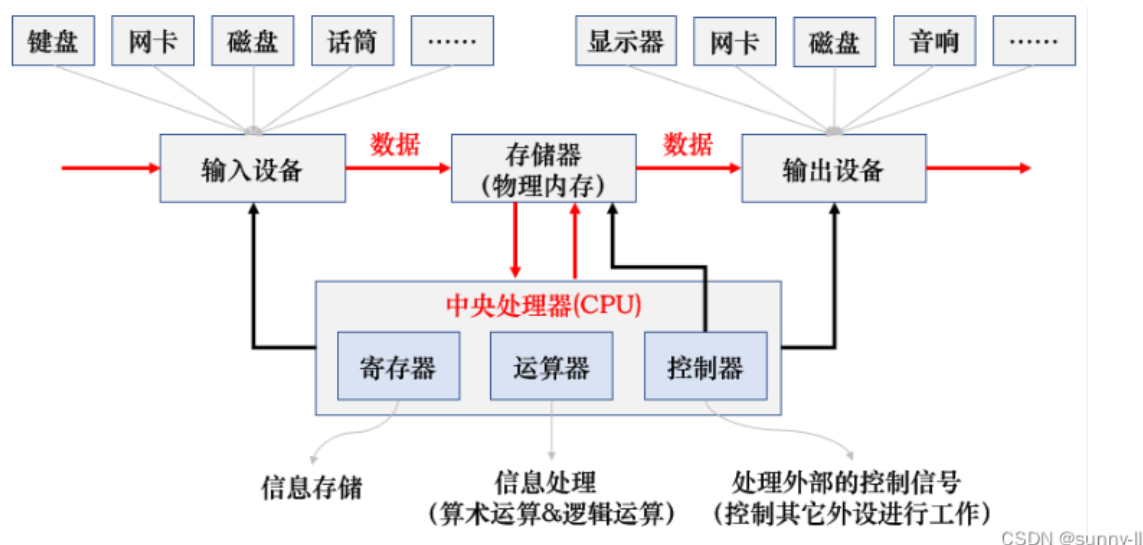 键盘
网卡
磁盘
话筒
……
显示器
网卡
磁盘
音响
……
输入设备
数据
存储器
(物理内存)
数据
输出设备
中央处理器(CPU)
寄存器
运算器
控制器
信息存储
信息处理
(算术运算&逻辑运算)
处理外部的控制信号
(控制其它外设进行工作)
CSDN @sunny-ll